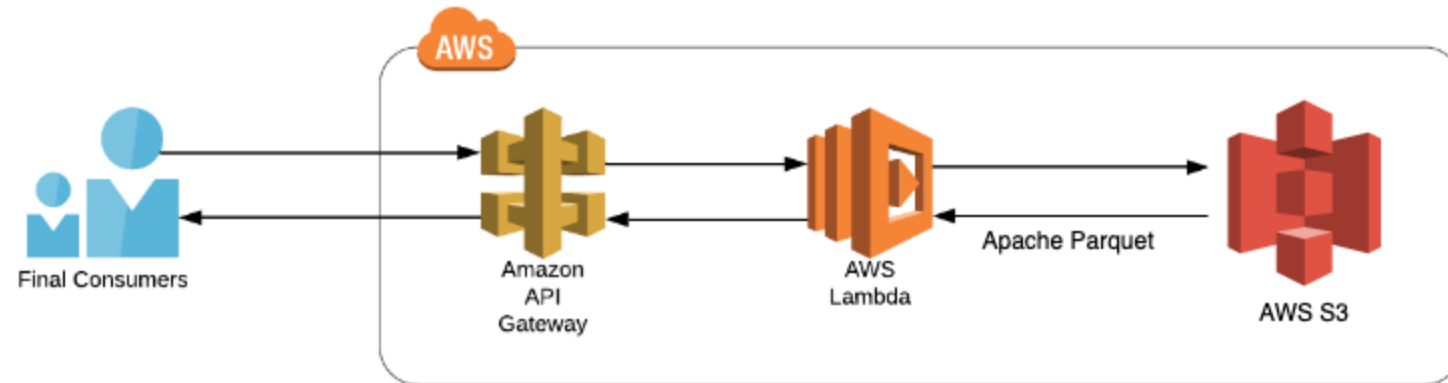 AWS
Final Consumers
Amazon
API
Gateway
AWS
Lambda
Apache Parquet
AWS S3